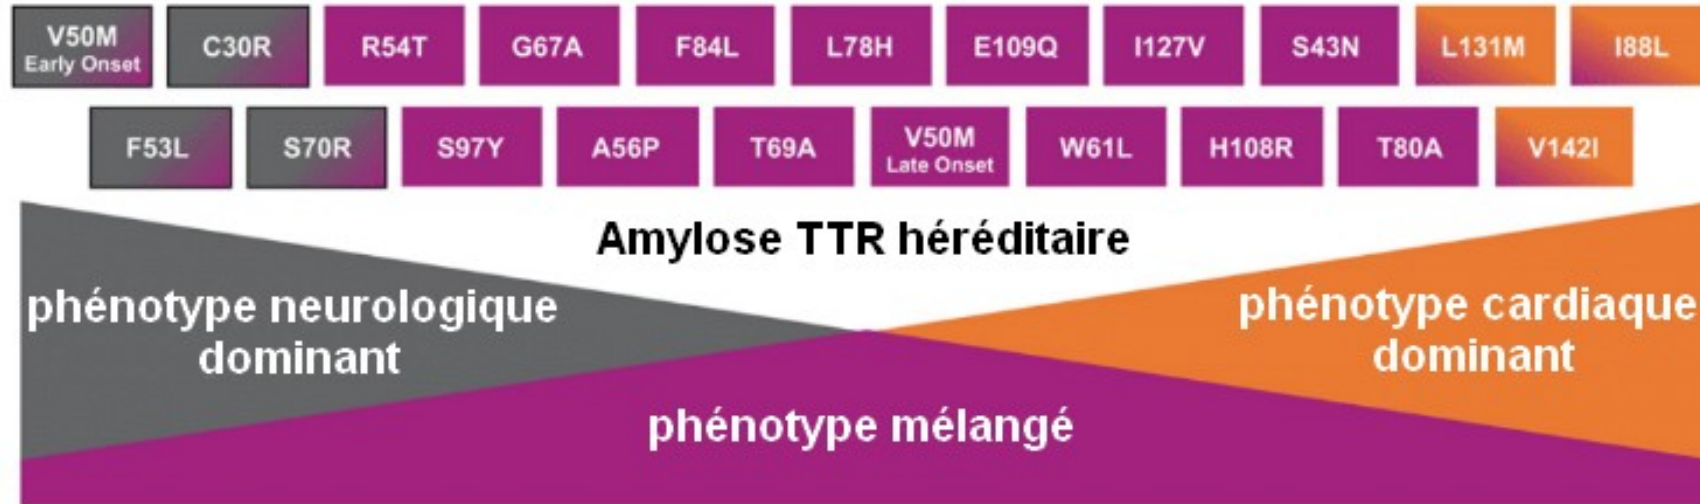 V50M C30R R54T G67A F84L L78H E109Q I127V S43N L131M I88L
Early Onset
F53L S70R S97Y A56P T69A V50M W61L H108R T80A V142I
Late Onset
Amylose TTR héréditaire
phénotype neurologique
dominant
phénotype cardiaque
dominant
phénotype mélangé